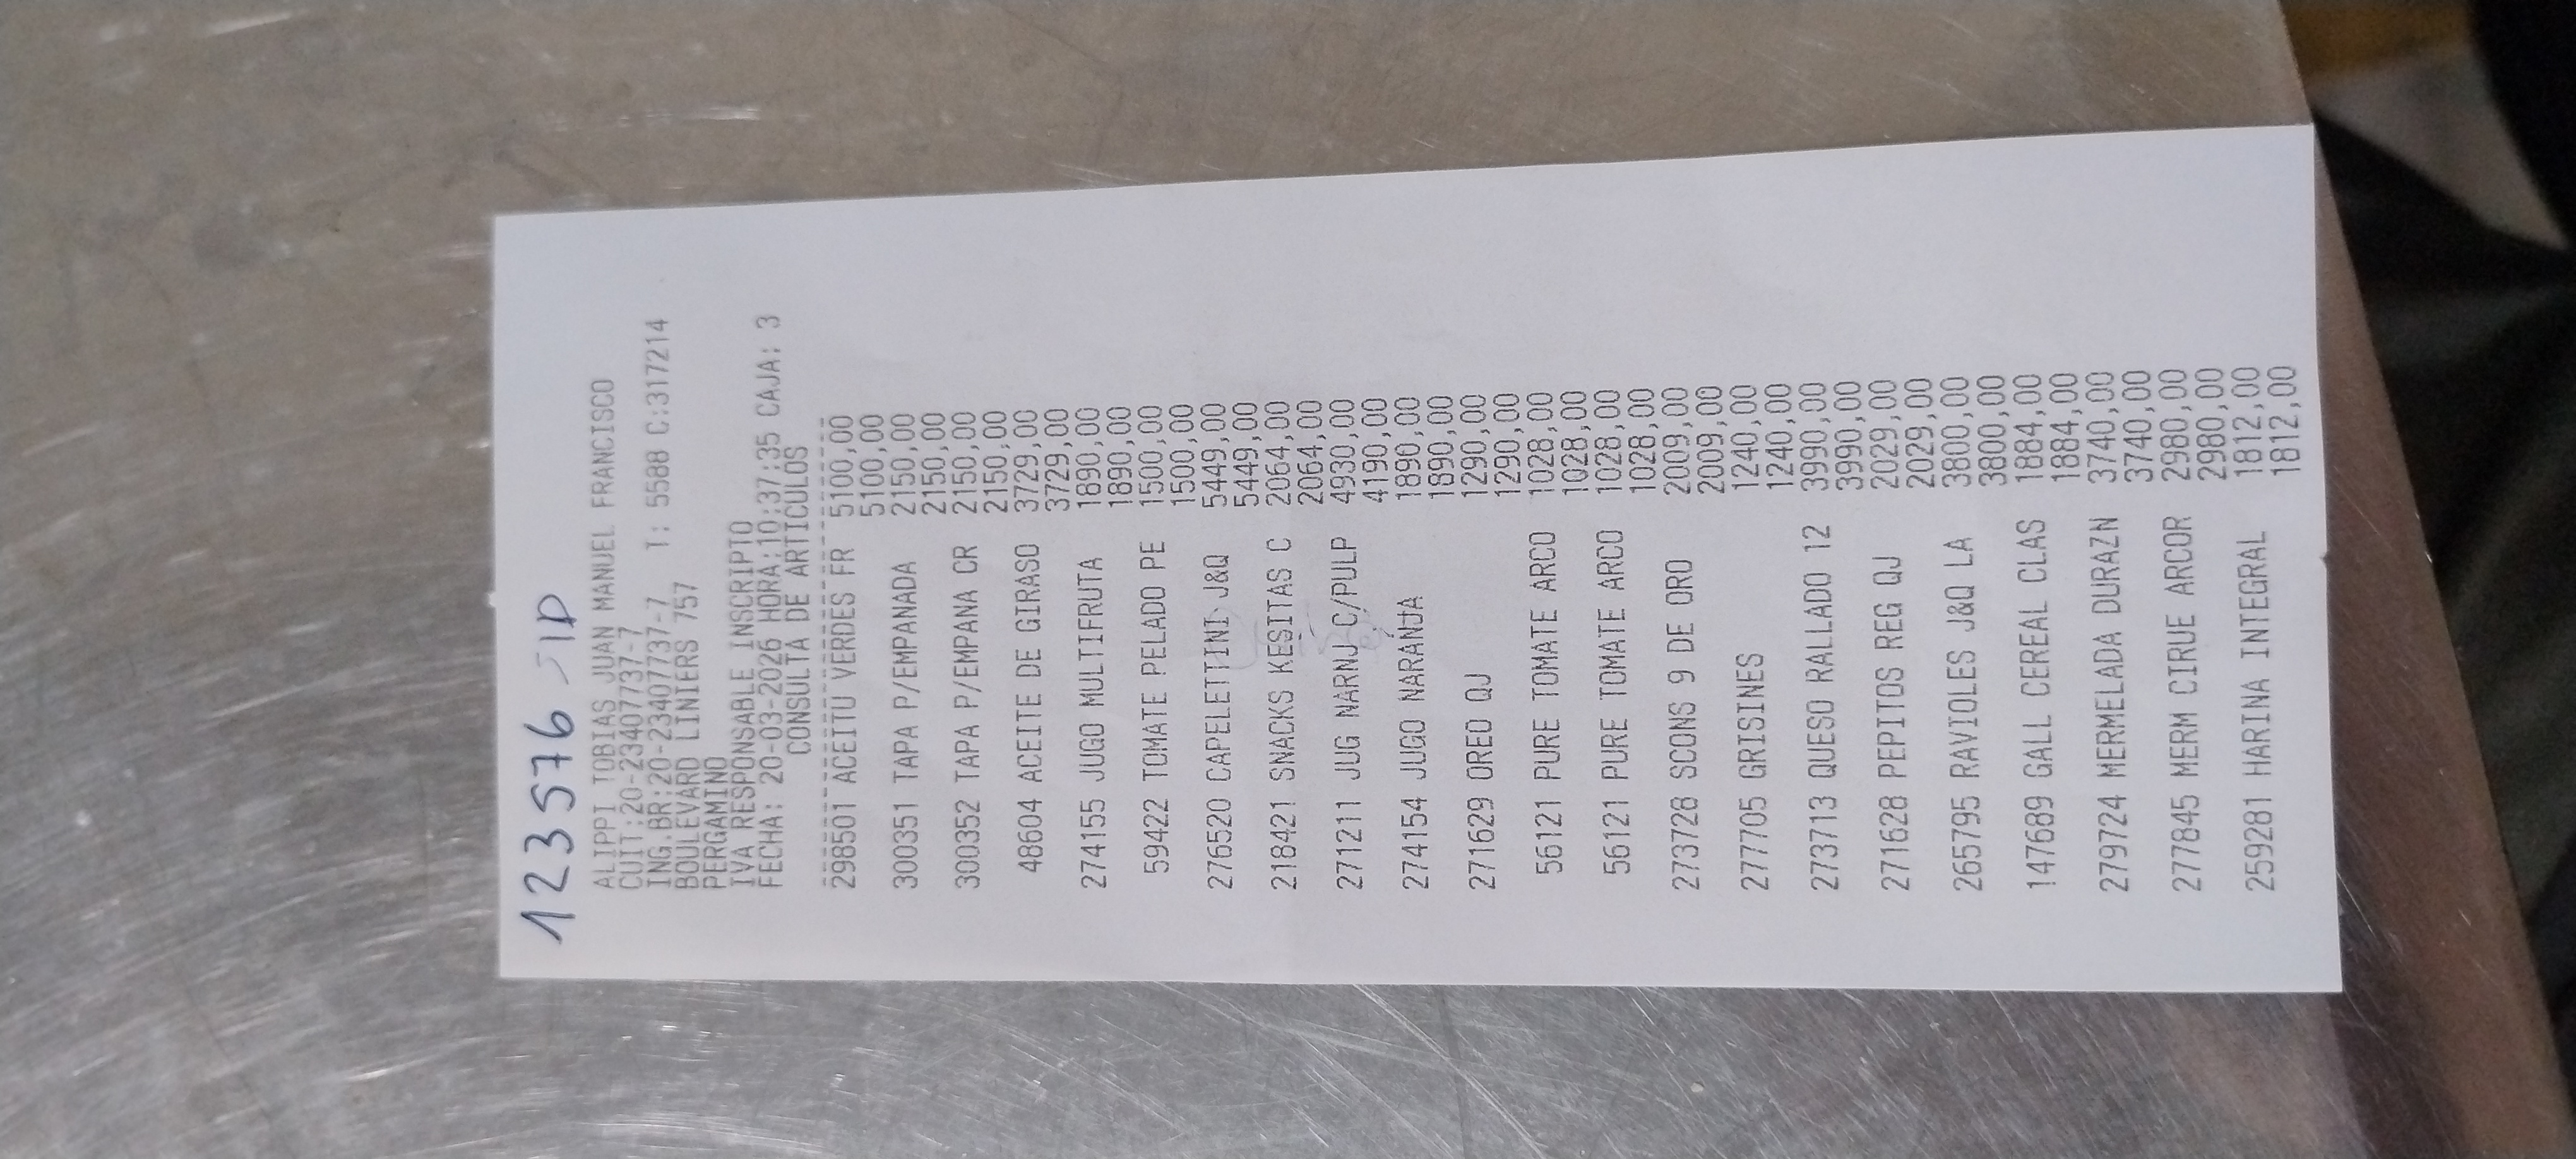 123576 - ID
ALIPPI TOBIAS JUAN MANUEL FRANCISCO
CUIT:20-23407737-7
ING.BR:20-23407737-7 T: 5588 C:317214
BOULEVARD LINIERS 757
PERGAMINO
IVA RESPONSABLE INSCRIPTO
FECHA: 20-03-2026 HORA:10:37:35 CAJA: 3
CONSULTA DE ARTICULOS
298501 ACEITU VERDES FR 5100,00
5100,00
300351 TAPA P/EMPANADA 2150,00
2150,00
300352 TAPA P/EMPANA CR 2150,00
2150,00
48604 ACEITE DE GIRASO 3729,00
3729,00
274155 JUGO MULTIFRUTA 1890,00
1890,00
59422 TOMATE PELADO PE 1500,00
1500,00
276520 CAPELETTINI J&Q 5449,00
5449,00
218421 SNACKS KESITAS C 2064,00
2064,00
271211 JUG NARNJ C/PULP 4930,00
4190,00
274154 JUGO NARANJA 1890,00
1890,00
271629 OREO QJ 1290,00
1290,00
56121 PURE TOMATE ARCO 1028,00
1028,00
56121 PURE TOMATE ARCO 1028,00
1028,00
273728 SCONS 9 DE ORO 2009,00
2009,00
277705 GRISINES 1240,00
1240,00
273713 QUESO RALLADO 12 3990,00
3990,00
271628 PEPITOS REG QJ 2029,00
2029,00
265795 RAVIOLES J&Q LA 3800,00
3800,00
147689 GALL CEREAL CLAS 1884,00
1884,00
279724 MERMELADA DURAZN 3740,00
3740,00
277845 MERM CIRUE ARCOR 2980,00
2980,00
259281 HARINA INTEGRAL 1812,00
1812,00